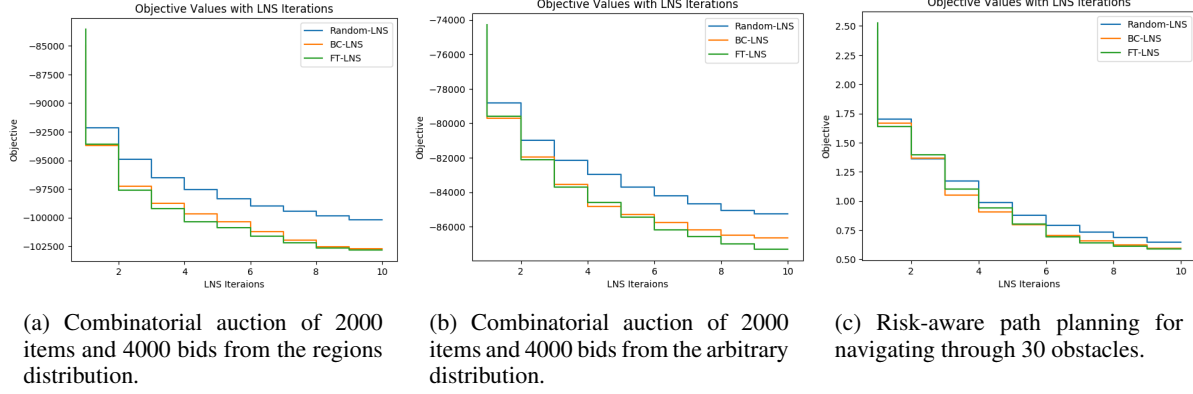 Objective Values with LNS Iterations
Random-LNS
BC-LNS
FT-LNS
−85000
−87500
−90000
−92500
−95000
−97500
−100000
−102500
Objective
2
4
6
8
10
LNS Iteraions
(a) Combinatorial auction of 2000
items and 4000 bids from the regions
distribution.
Objective Values with LNS Iterations
Random-LNS
BC-LNS
FT-LNS
−74000
−76000
−78000
−80000
−82000
−84000
−86000
Objective
2
4
6
8
10
LNS Iteraions
(b) Combinatorial auction of 2000
items and 4000 bids from the arbitrary
distribution.
Objective Values with LNS Iterations
Random-LNS
BC-LNS
FT-LNS
2.50
2.25
2.00
1.75
1.50
1.25
1.00
0.75
0.50
Objective
2
4
6
8
10
LNS Iteraions
(c) Risk-aware path planning for
navigating through 30 obstacles.